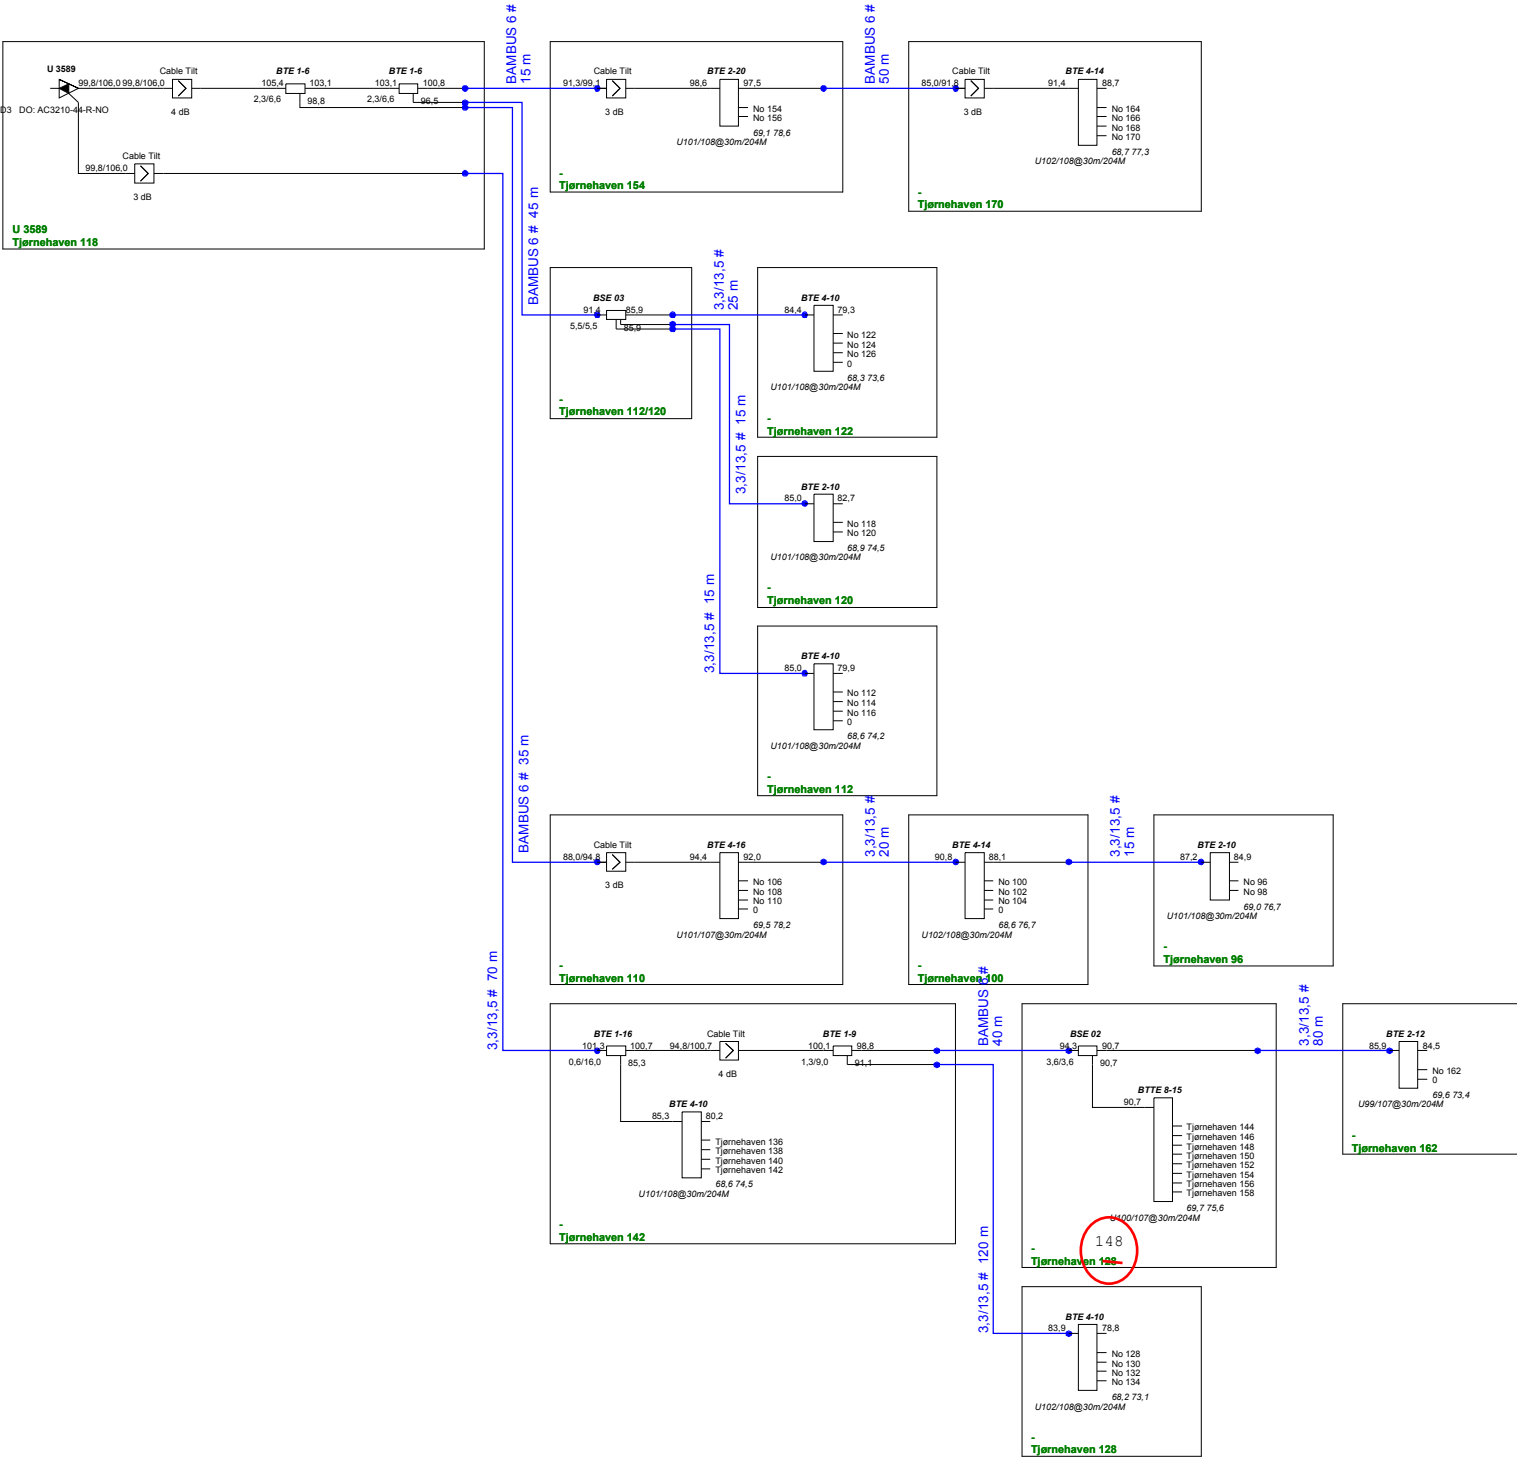 U 3589
99,8/106,0
99,8/106,0
Cable Tilt
4 dB
BTE 1-6
105,4
103,1
2,3/6,6
98,8
BTE 1-6
103,1
100,8
2,3/6,6
96,5
DO: AC3210-44-R-NO
Cable Tilt
99,8/106,0
3 dB
U 3589
Tjørnehaven 118
BAMBUS 6 #
15 m
91,3/99,1
Cable Tilt
3 dB
BTE 2-20
98,6
97,5
No 154
No 156
69,1 78,6
U101/108@30m/204M
-
Tjørnehaven 154
BAMBUS 6 #
50 m
85,0/91,8
Cable Tilt
3 dB
BTE 4-14
91,4
88,7
No 164
No 166
No 168
No 170
68,7 77,3
U102/108@30m/204M
-
Tjørnehaven 170
BAMBUS 6 # 45 m
BSE 03
91,4
85,9
5,5/5,5
85,9
-
Tjørnehaven 112/120
3,3/13,5 #
25 m
BTE 4-10
84,4
79,3
No 122
No 124
No 126
0
68,3 73,6
U101/108@30m/204M
-
Tjørnehaven 122
3,3/13,5 # 15 m
BTE 2-10
85,0
82,7
No 118
No 120
68,9 74,5
U101/108@30m/204M
-
Tjørnehaven 120
3,3/13,5 # 15 m
BTE 4-10
85,0
79,9
No 112
No 114
No 116
0
68,6 74,2
U101/108@30m/204M
-
Tjørnehaven 112
BAMBUS 6 # 35 m
88,0/94,8
Cable Tilt
3 dB
BTE 4-16
94,4
92,0
No 106
No 108
No 110
0
69,5 78,2
U101/107@30m/204M
-
Tjørnehaven 110
3,3/13,5 #
20 m
BTE 4-14
90,8
88,1
No 100
No 102
No 104
0
68,6 76,7
U102/108@30m/204M
-
Tjørnehaven 100
3,3/13,5 #
15 m
BTE 2-10
87,2
84,9
No 96
No 98
69,0 76,7
U101/108@30m/204M
-
Tjørnehaven 96
3,3/13,5 # 70 m
BTE 1-16
101,3
100,7
0,6/16,0
85,3
94,8/100,7
Cable Tilt
4 dB
BTE 1-9
100,1
98,8
1,3/9,0
91,1
BTE 4-10
85,3
80,2
Tjørnehaven 136
Tjørnehaven 138
Tjørnehaven 140
Tjørnehaven 142
68,6 74,5
U101/108@30m/204M
-
Tjørnehaven 142
BAMBUS 6 #
40 m
BSE 02
94,3
90,7
3,6/3,6
90,7
BTTE 8-15
90,7
Tjørnehaven 144
Tjørnehaven 146
Tjørnehaven 148
Tjørnehaven 150
Tjørnehaven 152
Tjørnehaven 154
Tjørnehaven 156
Tjørnehaven 158
69,7 75,6
U100/107@30m/204M
148
-
Tjørnehaven 128
3,3/13,5 #
80 m
BTE 2-12
85,9
84,5
No 162
0
69,6 73,4
U99/107@30m/204M
-
Tjørnehaven 162
3,3/13,5 # 120 m
BTE 4-10
83,9
78,8
No 128
No 130
No 132
No 134
68,2 73,1
U102/108@30m/204M
-
Tjørnehaven 128